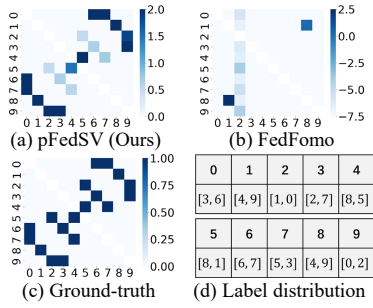 9 8 7 6 5 4 3 2 1 0
0 1 2 3 4 5 6 7 8 9
2.0
1.5
1.0
0.5
0.0
(a) pFedSV (Ours)
9 8 7 6 5 4 3 2 1 0
0 1 2 3 4 5 6 7 8 9
2.5
0.0
−2.5
−5.0
−7.5
(b) FedFomo
9 8 7 6 5 4 3 2 1 0
0 1 2 3 4 5 6 7 8 9
1.00
0.75
0.50
0.25
0.00
(c) Ground-truth
0 1 2 3 4
[3, 6] [4, 9] [1, 0] [2, 7] [8, 5]
5 6 7 8 9
[8, 1] [6, 7] [5, 3] [4, 9] [0, 2]
(d) Label distribution